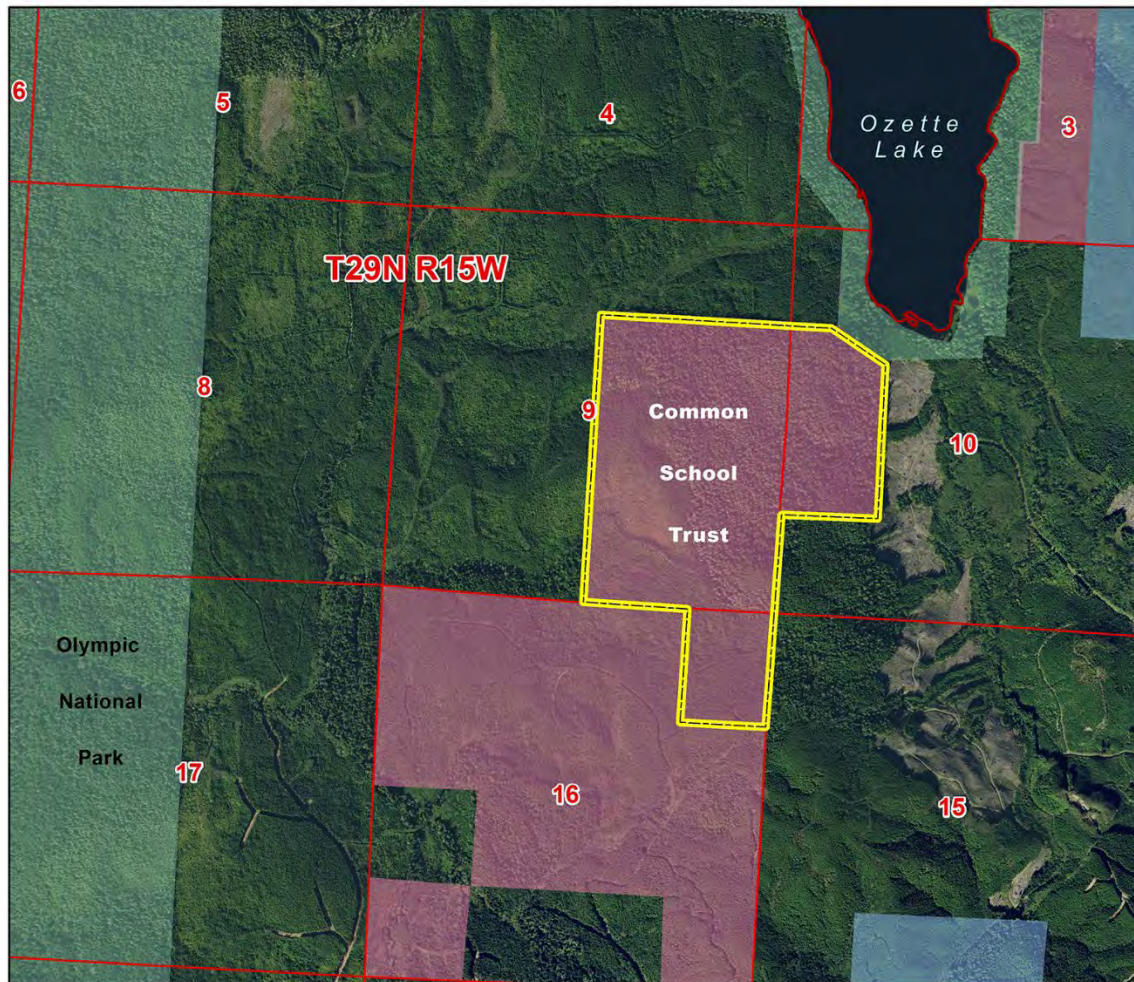 6
5
4
3
Ozette
Lake
T29N R15W
8
9
Common
School
Trust
10
Olympic
National
Park
17
16
15